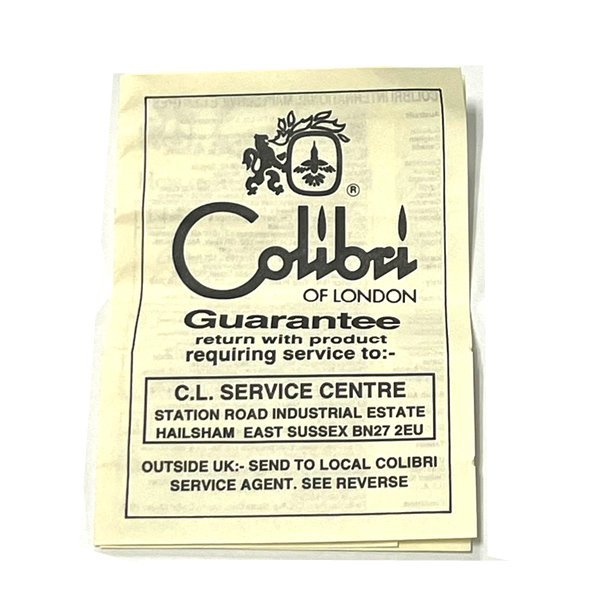 ®
Colibri
OF LONDON
Guarantee
return with product
requiring service to:-
C.L. SERVICE CENTRE
STATION ROAD INDUSTRIAL ESTATE
HAILSHAM EAST SUSSEX BN27 2EU
OUTSIDE UK:- SEND TO LOCAL COLIBRI
SERVICE AGENT. SEE REVERSE